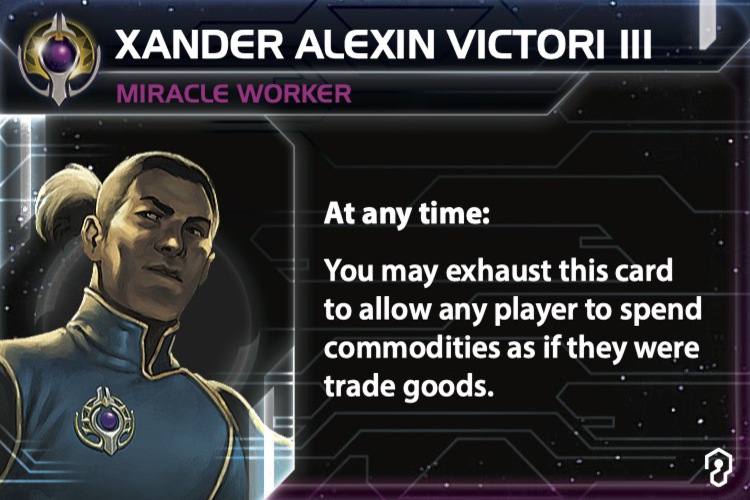 XANDER ALEXIN VICTORI III
MIRACLE WORKER
At any time:
You may exhaust this card
to allow any player to spend
commodities as if they were
trade goods.